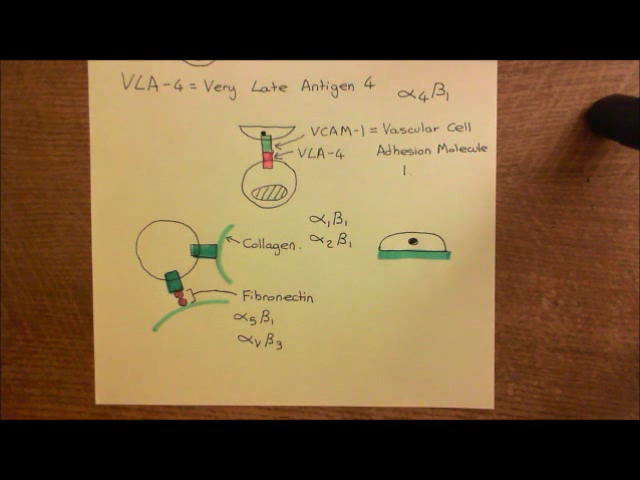 VLA-4 = Very Late Antigen 4 α4β1
VCAM-1 = Vascular Cell
VLA-4 Adhesion Molecule
1.
α1β1
Collagen. α2β1
Fibronectin
α5β1
αVβ3